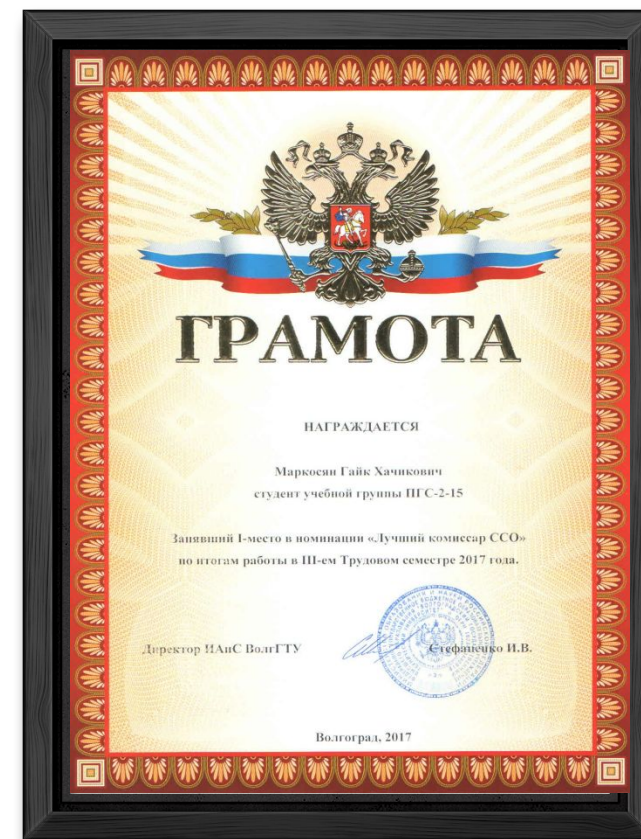 ГРАМОТА
НАГРАЖДАЕТСЯ
Маркосян Гайк Хачикович
студент учебной группы ПГС-2-15
Занявший I-место в номинации «Лучший комиссар ССО»
по итогам работы в III-ем Трудовом семестре 2017 года.
Директор ИАиС ВолгГТУ Стефаненко И.В.
Волгоград, 2017